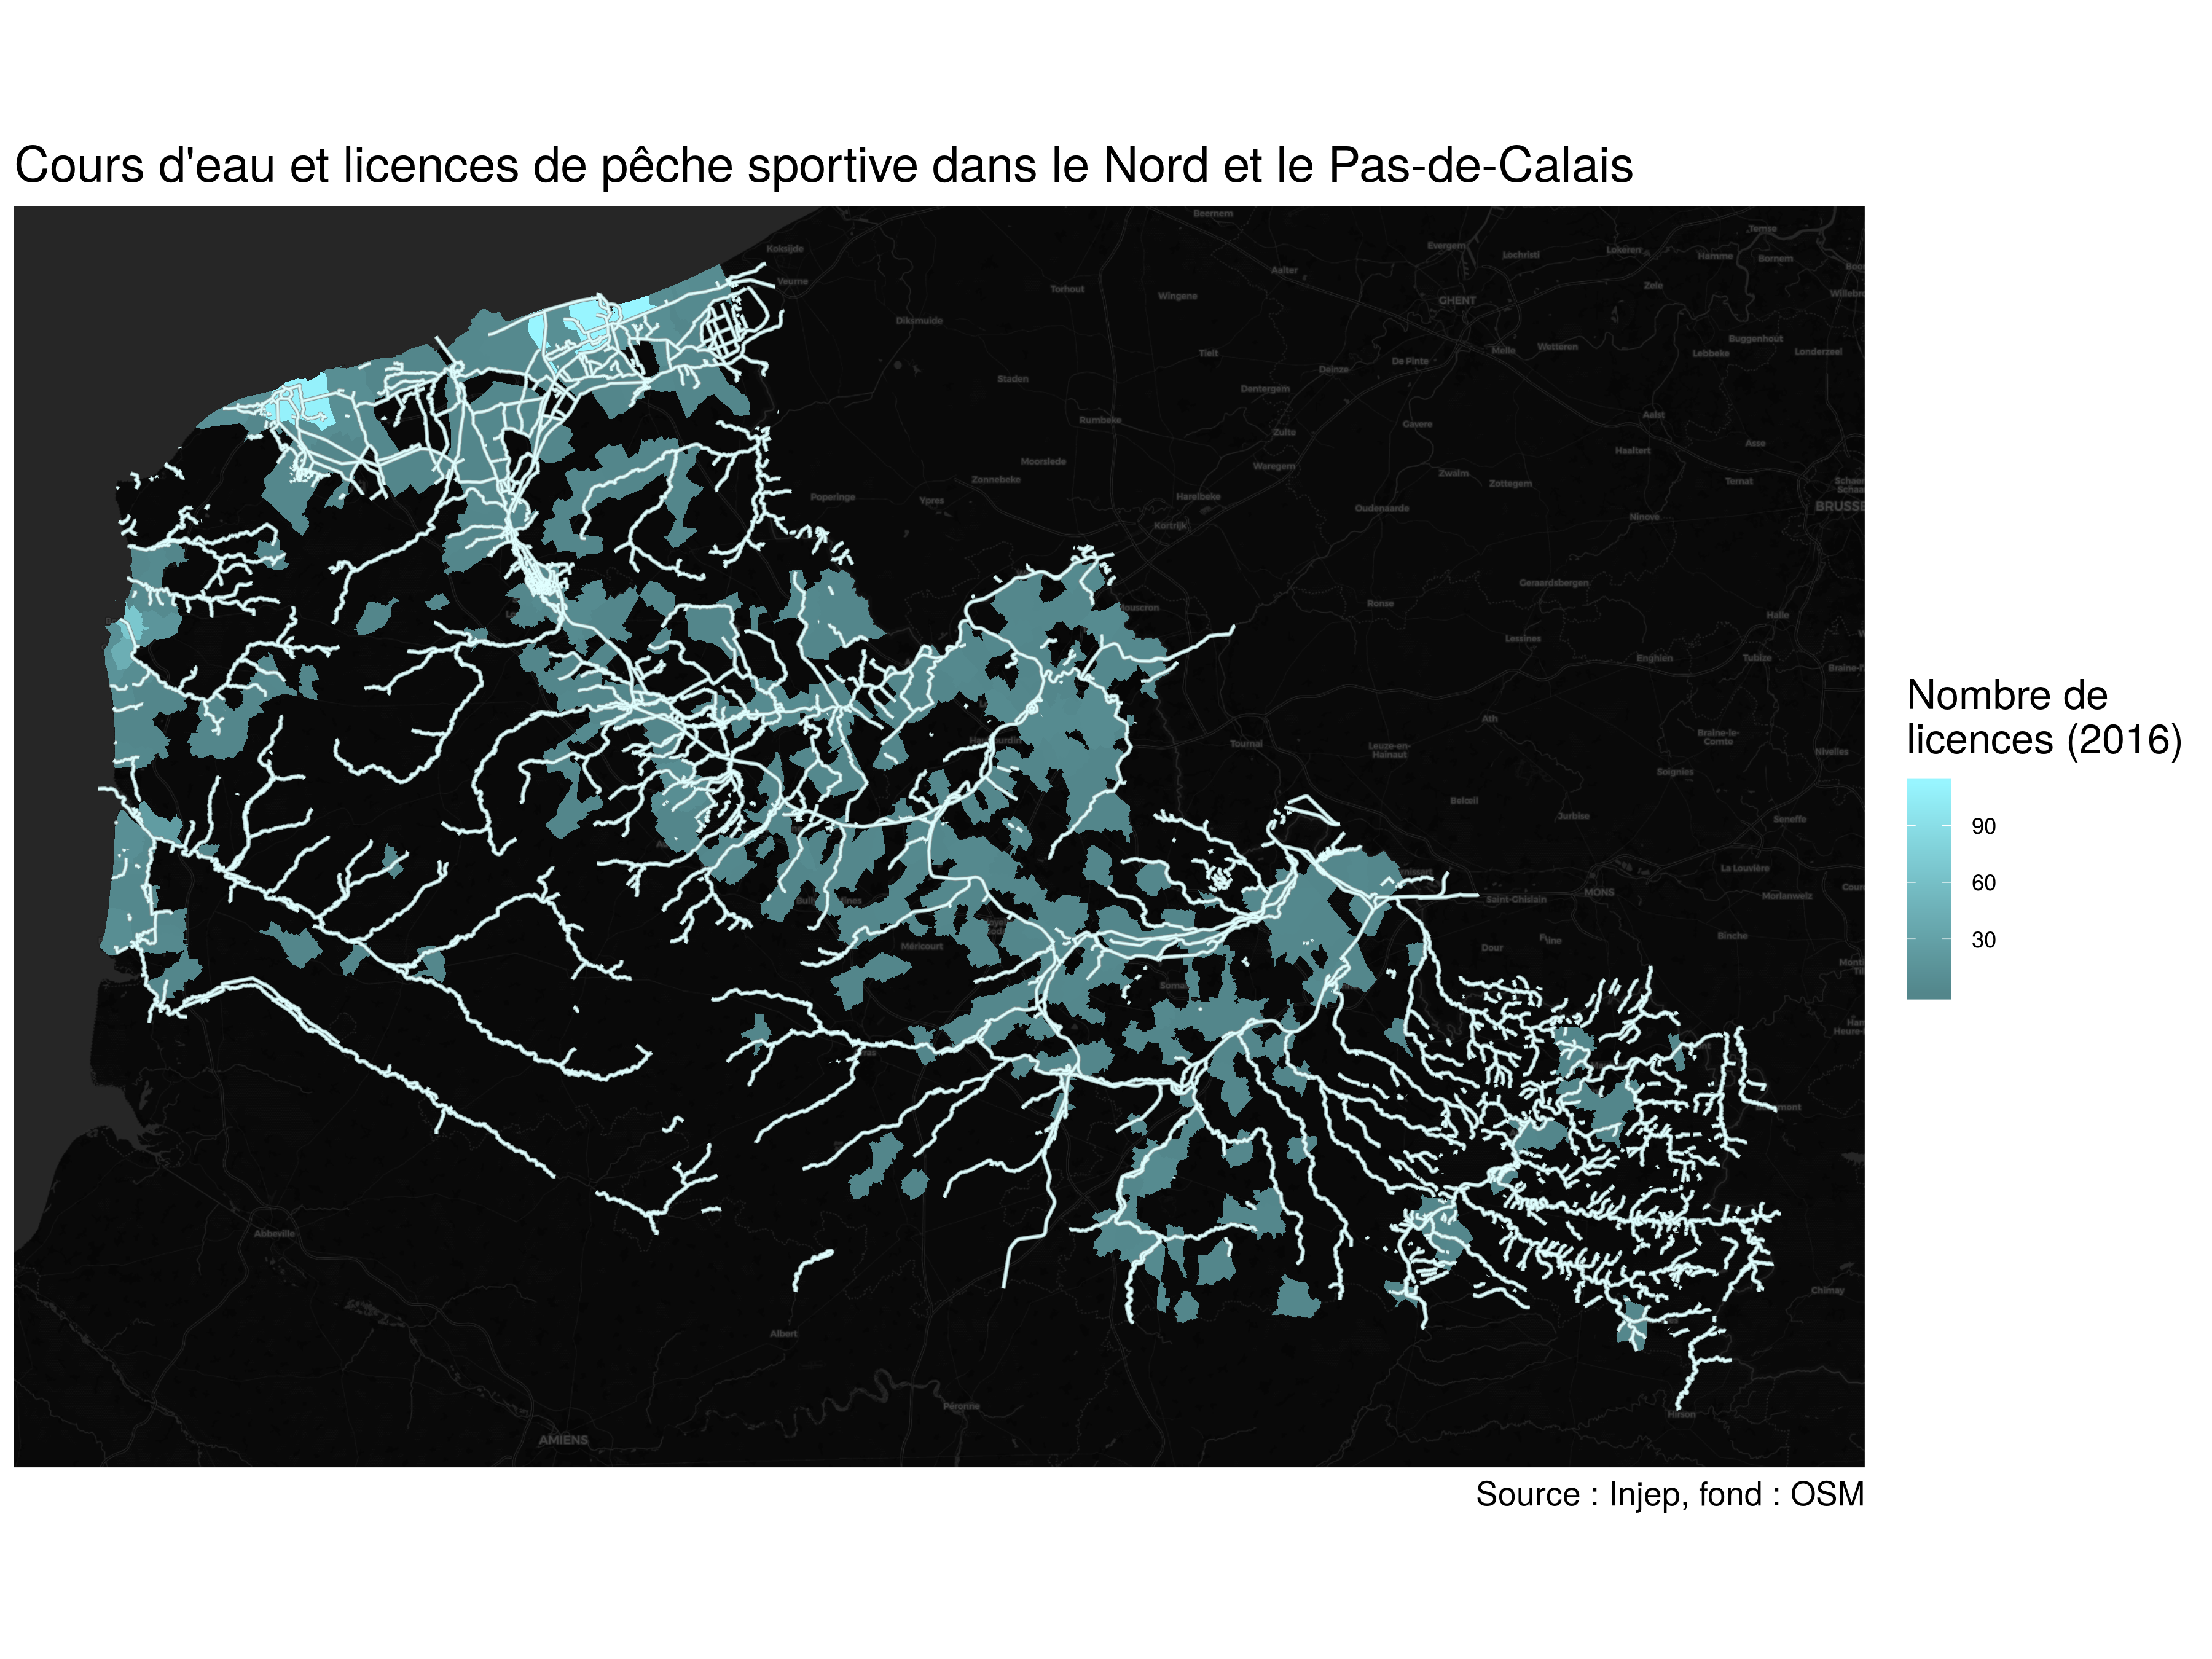 Cours d'eau et licences de pêche sportive dans le Nord et le Pas-de-Calais
Beernem
Koksijde
Veurne
Evergem
Lochristi
Lokeren
Temse
Hamme
Bornem
Aalter
Zele
Torhout
Wingene
GHENT
Diksmuide
Buggenhout
Tielt
De Pinte
Melle
Wetteren
Lebbeke
Londerzeel
Staden
Deinze
Dentergem
Rumbeke
Gavere
Aalst
Zulte
Asse
Haaltert
Moorslede
Waregem
Zonnebeke
Zwalm
Zottegem
Ternat
Poperinge
Ypres
Harelbeke
Oudenaarde
BRUSSE
Kortrijk
Ninove
Geraardsbergen
Ronse
Halle
Lessines
Enghien
Tubize
Ath
Tournai
Leuze-en-
Hainaut
Braine-le-
Comte
Nivelles
Soignies
Belœil
Jurbise
Seneffe
La Louvière
MONS
Saint-Ghislain
Morlanwelz
Méricourt
Dour
Binche
Chimay
Abbeville
Albert
Péronne
Hirson
AMIENS
Nombre de
licences (2016)
90
60
30
Source : Injep, fond : OSM